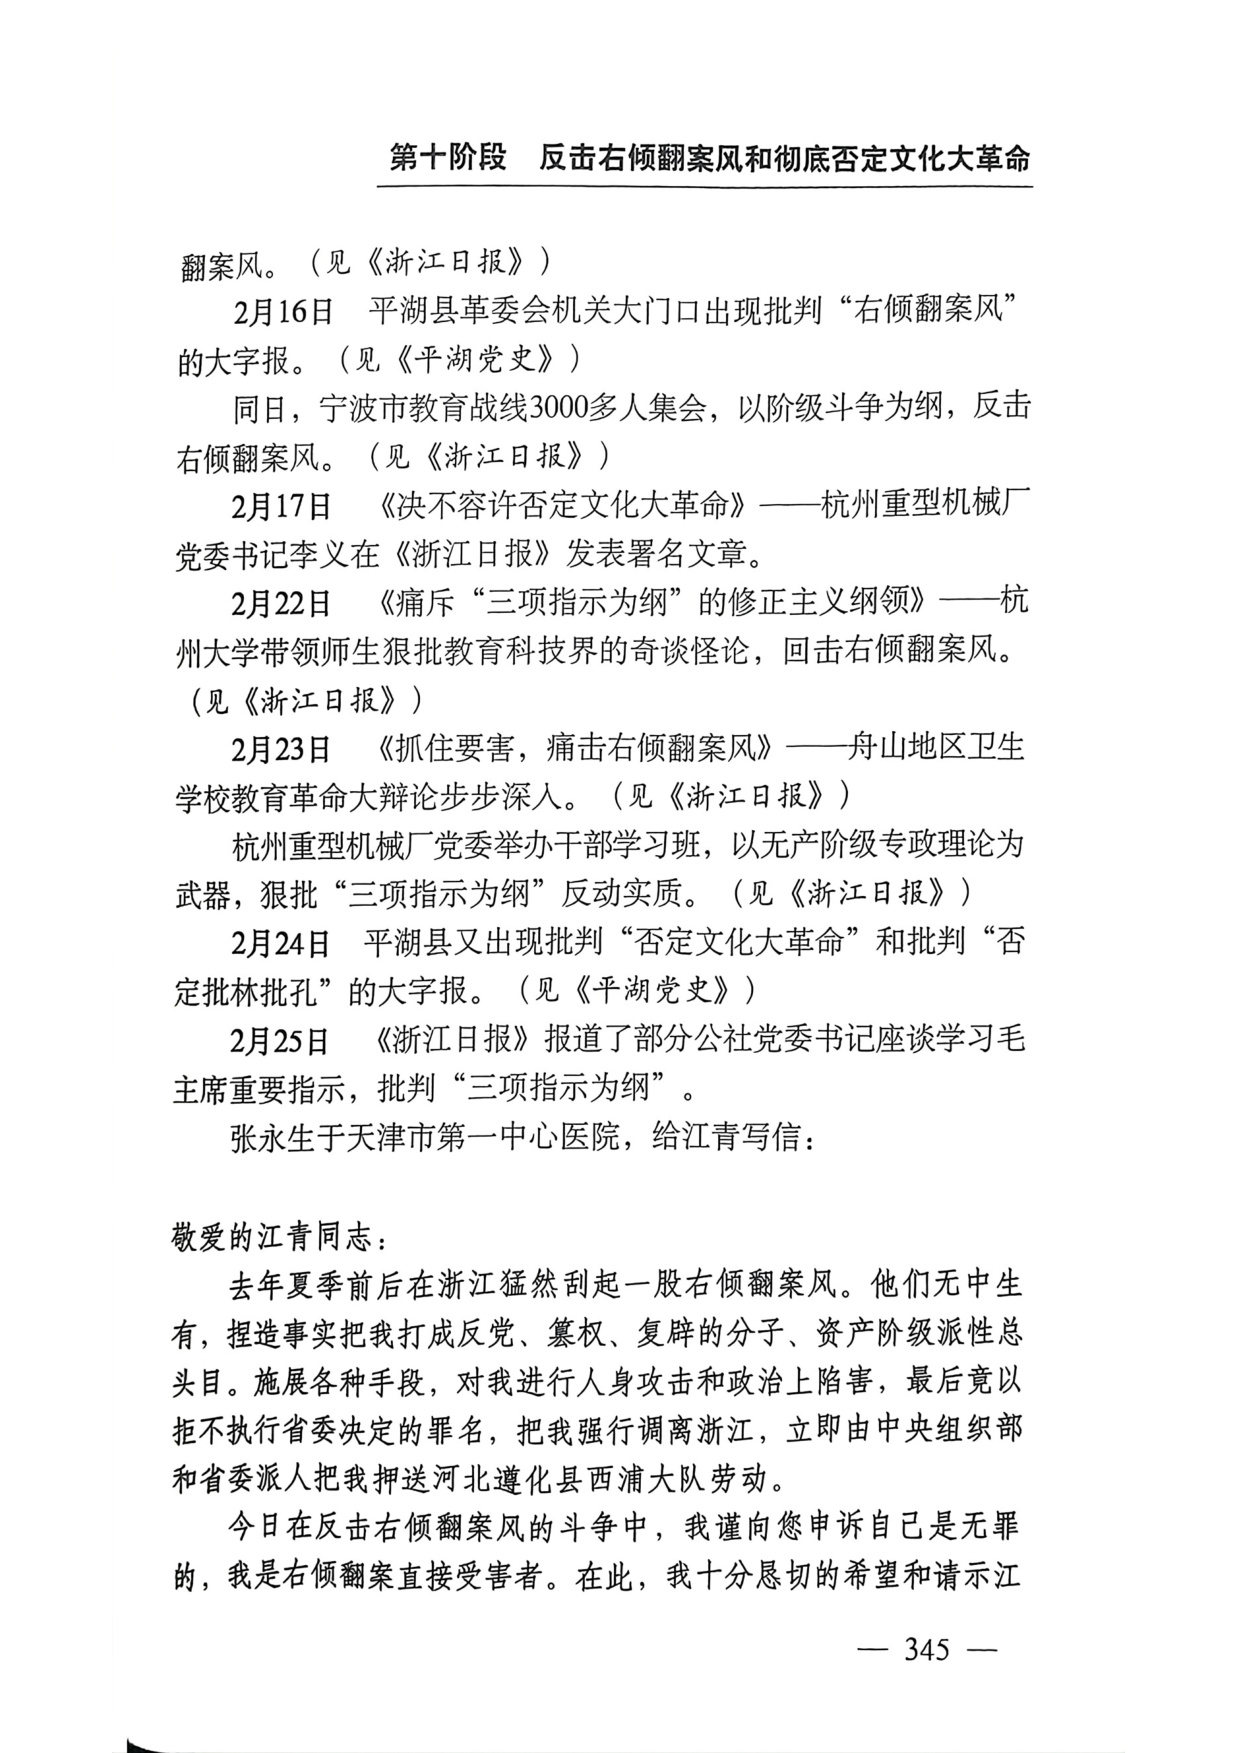 第十阶段　反击右倾翻案风和彻底否定文化大革命
翻案风。（见《浙江日报》）
2月16日　平湖县革委会机关大门口出现批判“右倾翻案风”
的大字报。（见《平湖党史》）
同日，宁波市教育战线3000多人集会，以阶级斗争为纲，反击
右倾翻案风。（见《浙江日报》）
2月17日　《决不容许否定文化大革命》——杭州重型机械厂
党委书记李义在《浙江日报》发表署名文章。
2月22日　《痛斥“三项指示为纲”的修正主义纲领》——杭
州大学带领师生狠批教育科技界的奇谈怪论，回击右倾翻案风。
（见《浙江日报》）
2月23日　《抓住要害，痛击右倾翻案风》——舟山地区卫生
学校教育革命大辩论步步深入。（见《浙江日报》）
杭州重型机械厂党委举办干部学习班，以无产阶级专政理论为
武器，狠批“三项指示为纲”反动实质。（见《浙江日报》）
2月24日　平湖县又出现批判“否定文化大革命”和批判“否
定批林批孔”的大字报。（见《平湖党史》）
2月25日　《浙江日报》报道了部分公社党委书记座谈学习毛
主席重要指示，批判“三项指示为纲”。
张永生于天津市第一中心医院，给江青写信：
敬爱的江青同志：
去年夏季前后在浙江猛然刮起一股右倾翻案风。他们无中生
有，捏造事实把我打成反党、篡权、复辟的分子、资产阶级派性总
头目。施展各种手段，对我进行人身攻击和政治上陷害，最后竟以
拒不执行省委决定的罪名，把我强行调离浙江，立即由中央组织部
和省委派人把我押送河北遵化县西浦大队劳动。
今日在反击右倾翻案风的斗争中，我谨向您申诉自己是无罪
的，我是右倾翻案直接受害者。在此，我十分恳切的希望和请示江
— 345 —